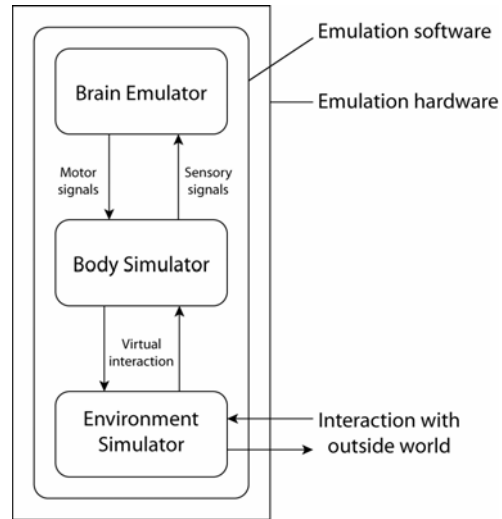 Emulation software
Brain Emulator
Emulation hardware
Motor
signals
Sensory
signals
Body Simulator
Virtual
interaction
Environment
Simulator
Interaction with
outside world